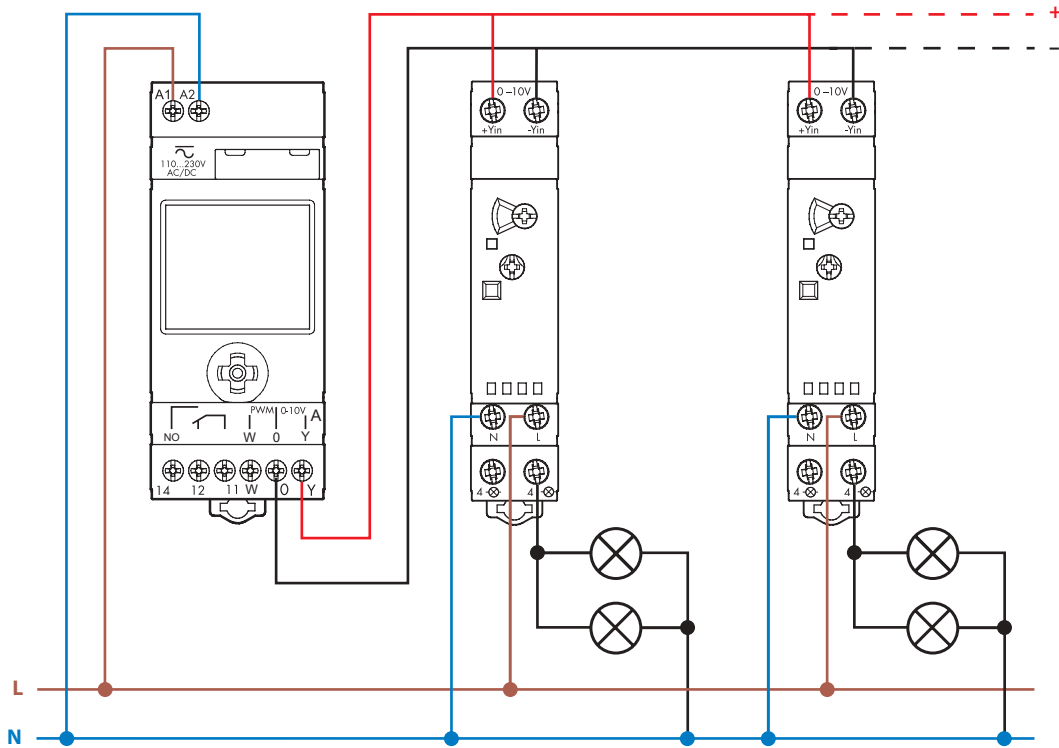 +
–
A1 A2
110...230V
AC/DC
0–10V
+Yin -Yin
0–10V
+Yin -Yin
PWM 0-10V A
NO W 0 Y
14 12 11 W 0 Y
N L
4 4
N L
4 4
L
N